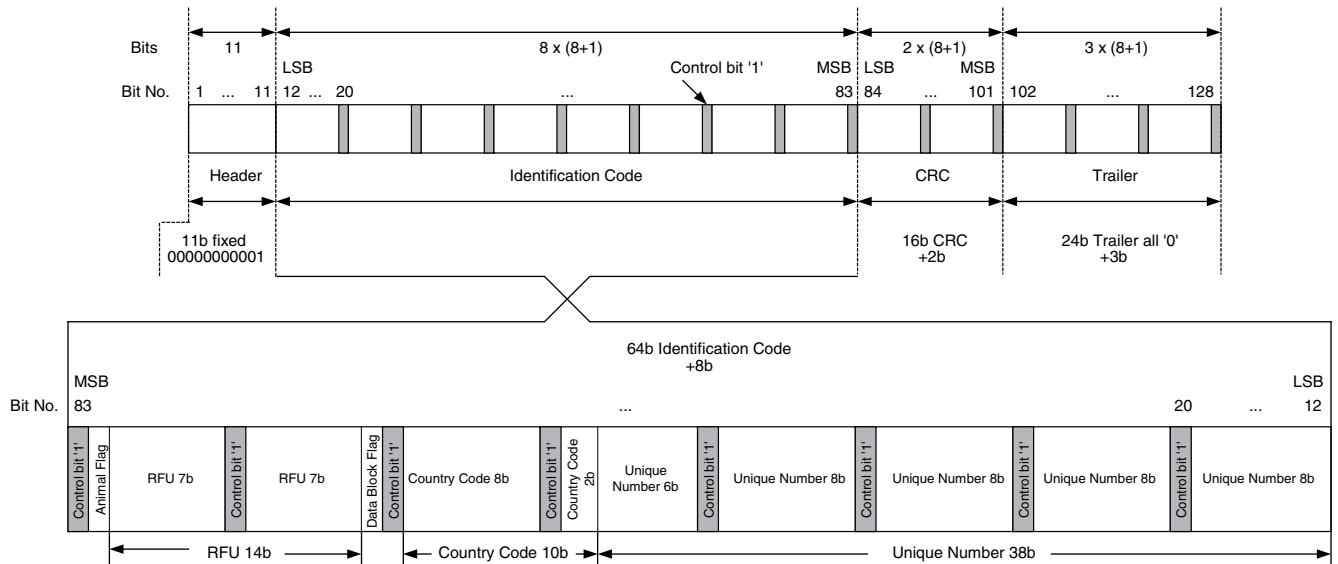 Bits 11 8 x (8+1) 2 x (8+1) 3 x (8+1)
LSB Control bit '1' MSB LSB MSB
Bit No. 1 ... 11 12 ... 20 ... 83 84 ... 101 102 ... 128
Header Identification Code CRC Trailer
11b fixed
00000000001
16b CRC
+2b
24b Trailer all '0'
+3b
64b Identification Code
+8b
MSB LSB
Bit No. 83 ... 20 ... 12
Control bit '1'
Animal Flag
RFU 7b
Control bit '1'
RFU 7b
Data Block Flag
Control bit '1'
Country Code 8b
Control bit '1'
Country Code
2b
Unique
Number 6b
Control bit '1'
Unique Number 8b
Control bit '1'
Unique Number 8b
Control bit '1'
Unique Number 8b
Control bit '1'
Unique Number 8b
RFU 14b Country Code 10b Unique Number 38b